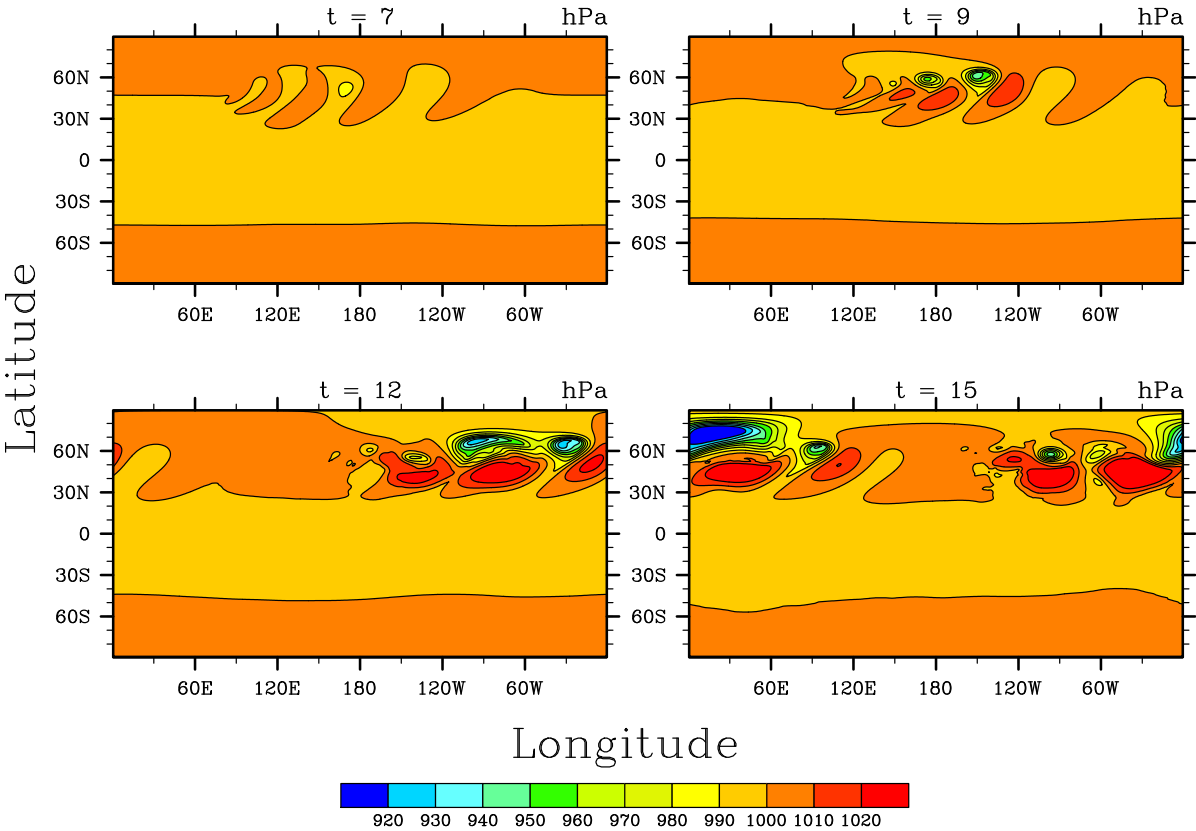 t = 7 hPa t = 9 hPa
60N 60N
30N 30N
0 0
30S 30S
60S 60S
60E 120E 180 120W 60W 60E 120E 180 120W 60W
Latitude
t = 12 hPa t = 15 hPa
60N 60N
30N 30N
0 0
30S 30S
60S 60S
60E 120E 180 120W 60W 60E 120E 180 120W 60W
Longitude
920 930 940 950 960 970 980 990 1000 1010 1020